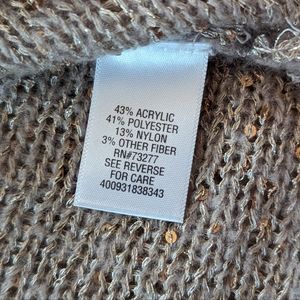 43% ACRYLIC
41% POLYESTER
13% NYLON
3% OTHER FIBER
RN#73277
SEE REVERSE
FOR CARE
400931838343